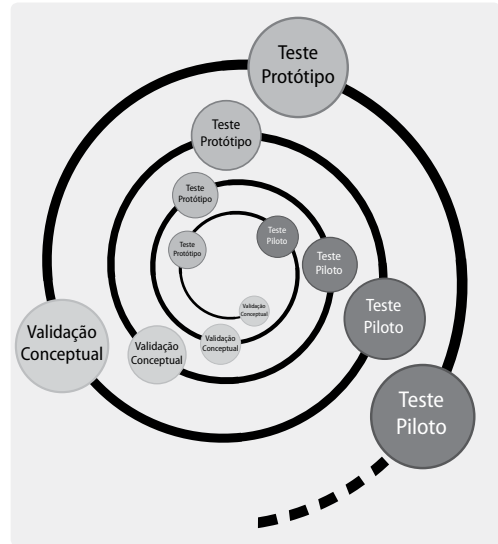 Teste
Protótipo
Teste
Protótipo
Teste
Protótipo
Teste
Protótipo
Teste
Piloto
Teste
Piloto
Teste
Piloto
Teste
Piloto
Validação
Conceptual
Validação
Conceptual
Validação
Conceptual
Validação
Conceptual